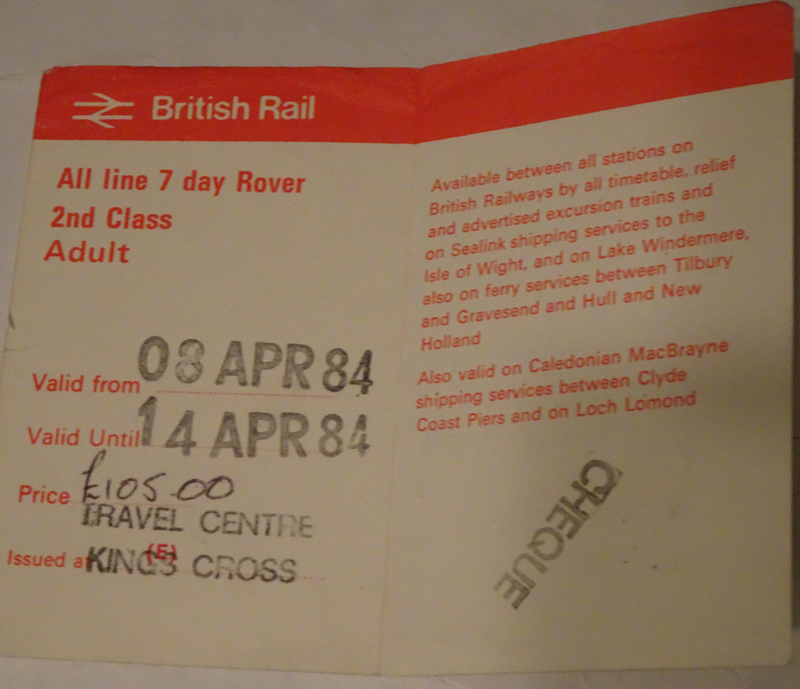 British Rail
All line 7 day Rover
2nd Class
Adult
Valid from 08 APR 84
Valid Until 14 APR 84
Price £105.00
TRAVEL CENTRE
(E)
Issued at KINGS CROSS
Available between all stations on
British Railways by all timetable, relief
and advertised excursion trains and
on Sealink shipping services to the
Isle of Wight, and on Lake Windermere,
also on ferry services between Tilbury
and Gravesend and Hull and New
Holland
Also valid on Caledonian MacBrayne
shipping services between Clyde
Coast Piers and on Loch Lomond
CHEQUE